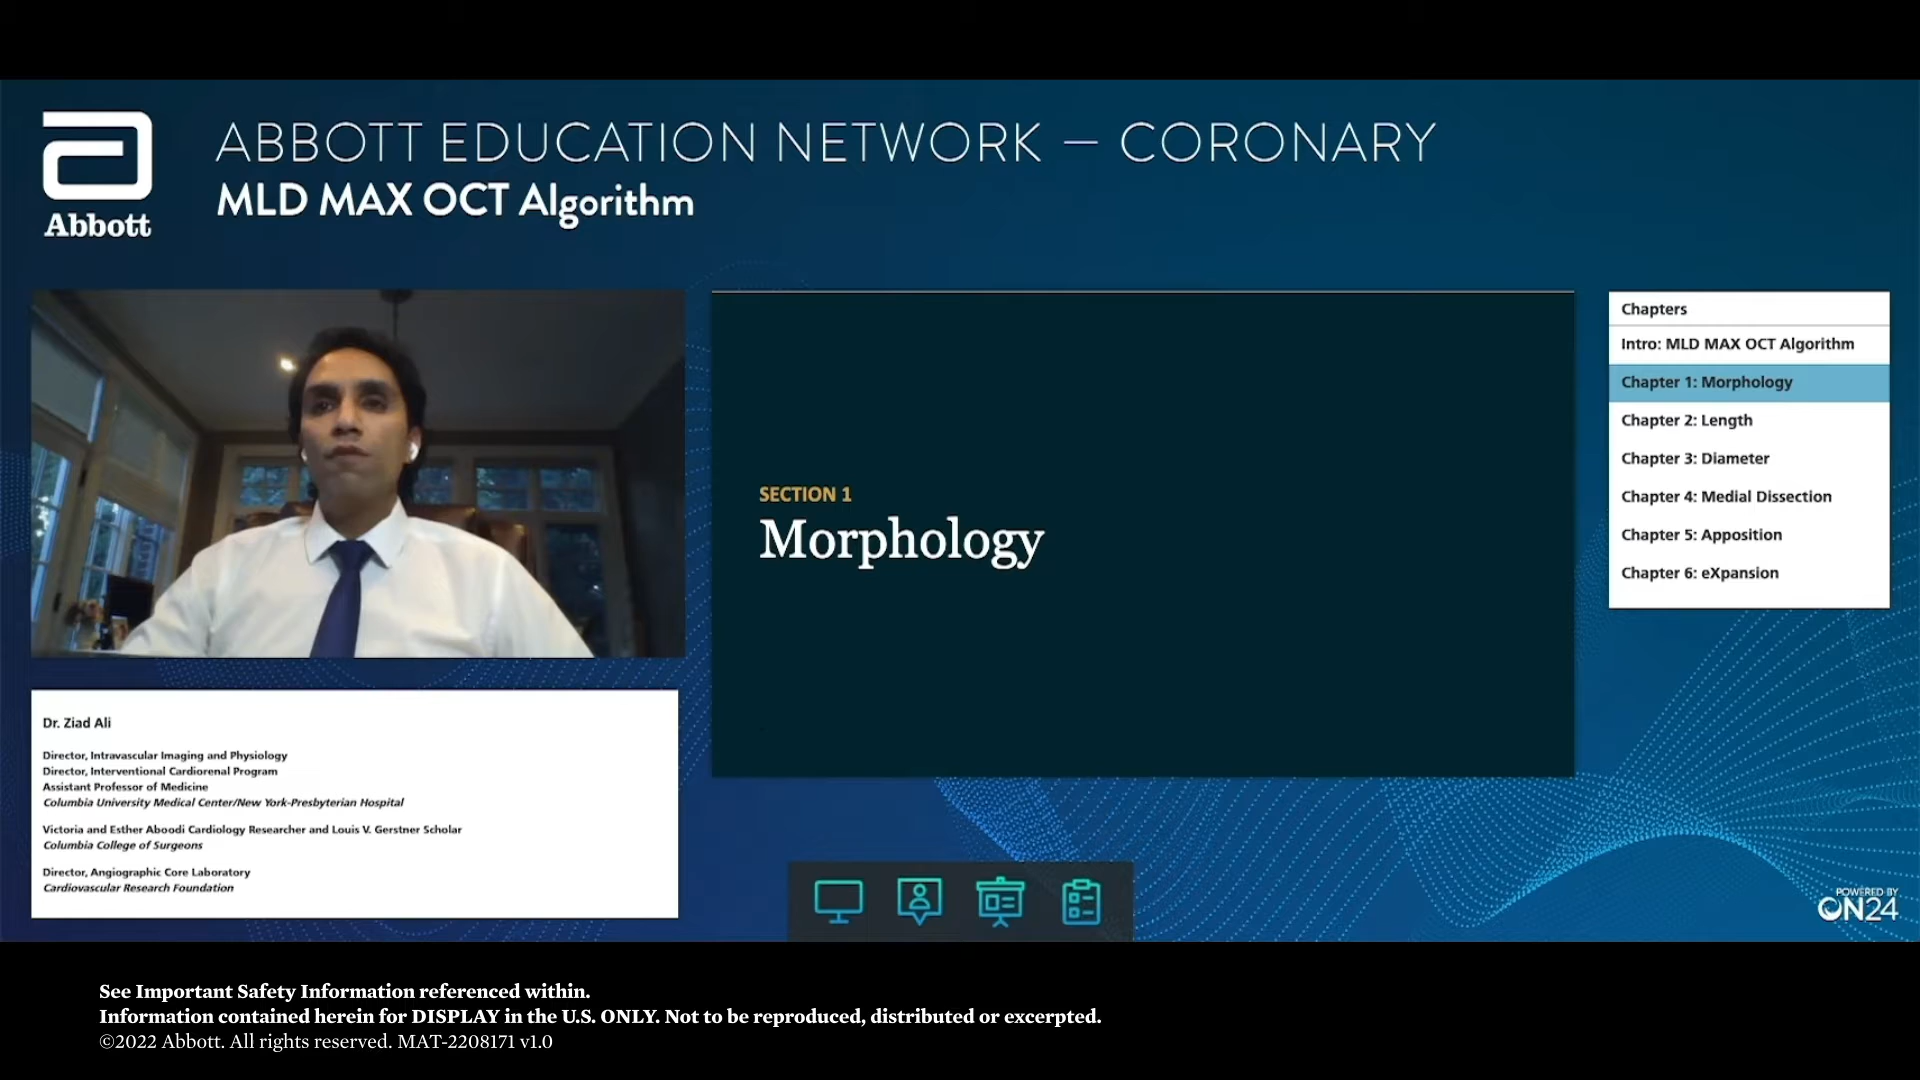 Abbott
ABBOTT EDUCATION NETWORK – CORONARY
MLD MAX OCT Algorithm
SECTION 1
Morphology
Chapters
Intro: MLD MAX OCT Algorithm
Chapter 1: Morphology
Chapter 2: Length
Chapter 3: Diameter
Chapter 4: Medial Dissection
Chapter 5: Apposition
Chapter 6: eXpansion
Dr. Ziad Ali
Director, Intravascular Imaging and Physiology
Director, Interventional Cardiorenal Program
Assistant Professor of Medicine
Columbia University Medical Center/New York-Presbyterian Hospital
Victoria and Esther Aboodi Cardiology Researcher and Louis V. Gerstner Scholar
Columbia College of Surgeons
Director, Angiographic Core Laboratory
Cardiovascular Research Foundation
POWERED BY
ON24
See Important Safety Information referenced within.
Information contained herein for DISPLAY in the U.S. ONLY. Not to be reproduced, distributed or excerpted.
©2022 Abbott. All rights reserved. MAT-2208171 v1.0